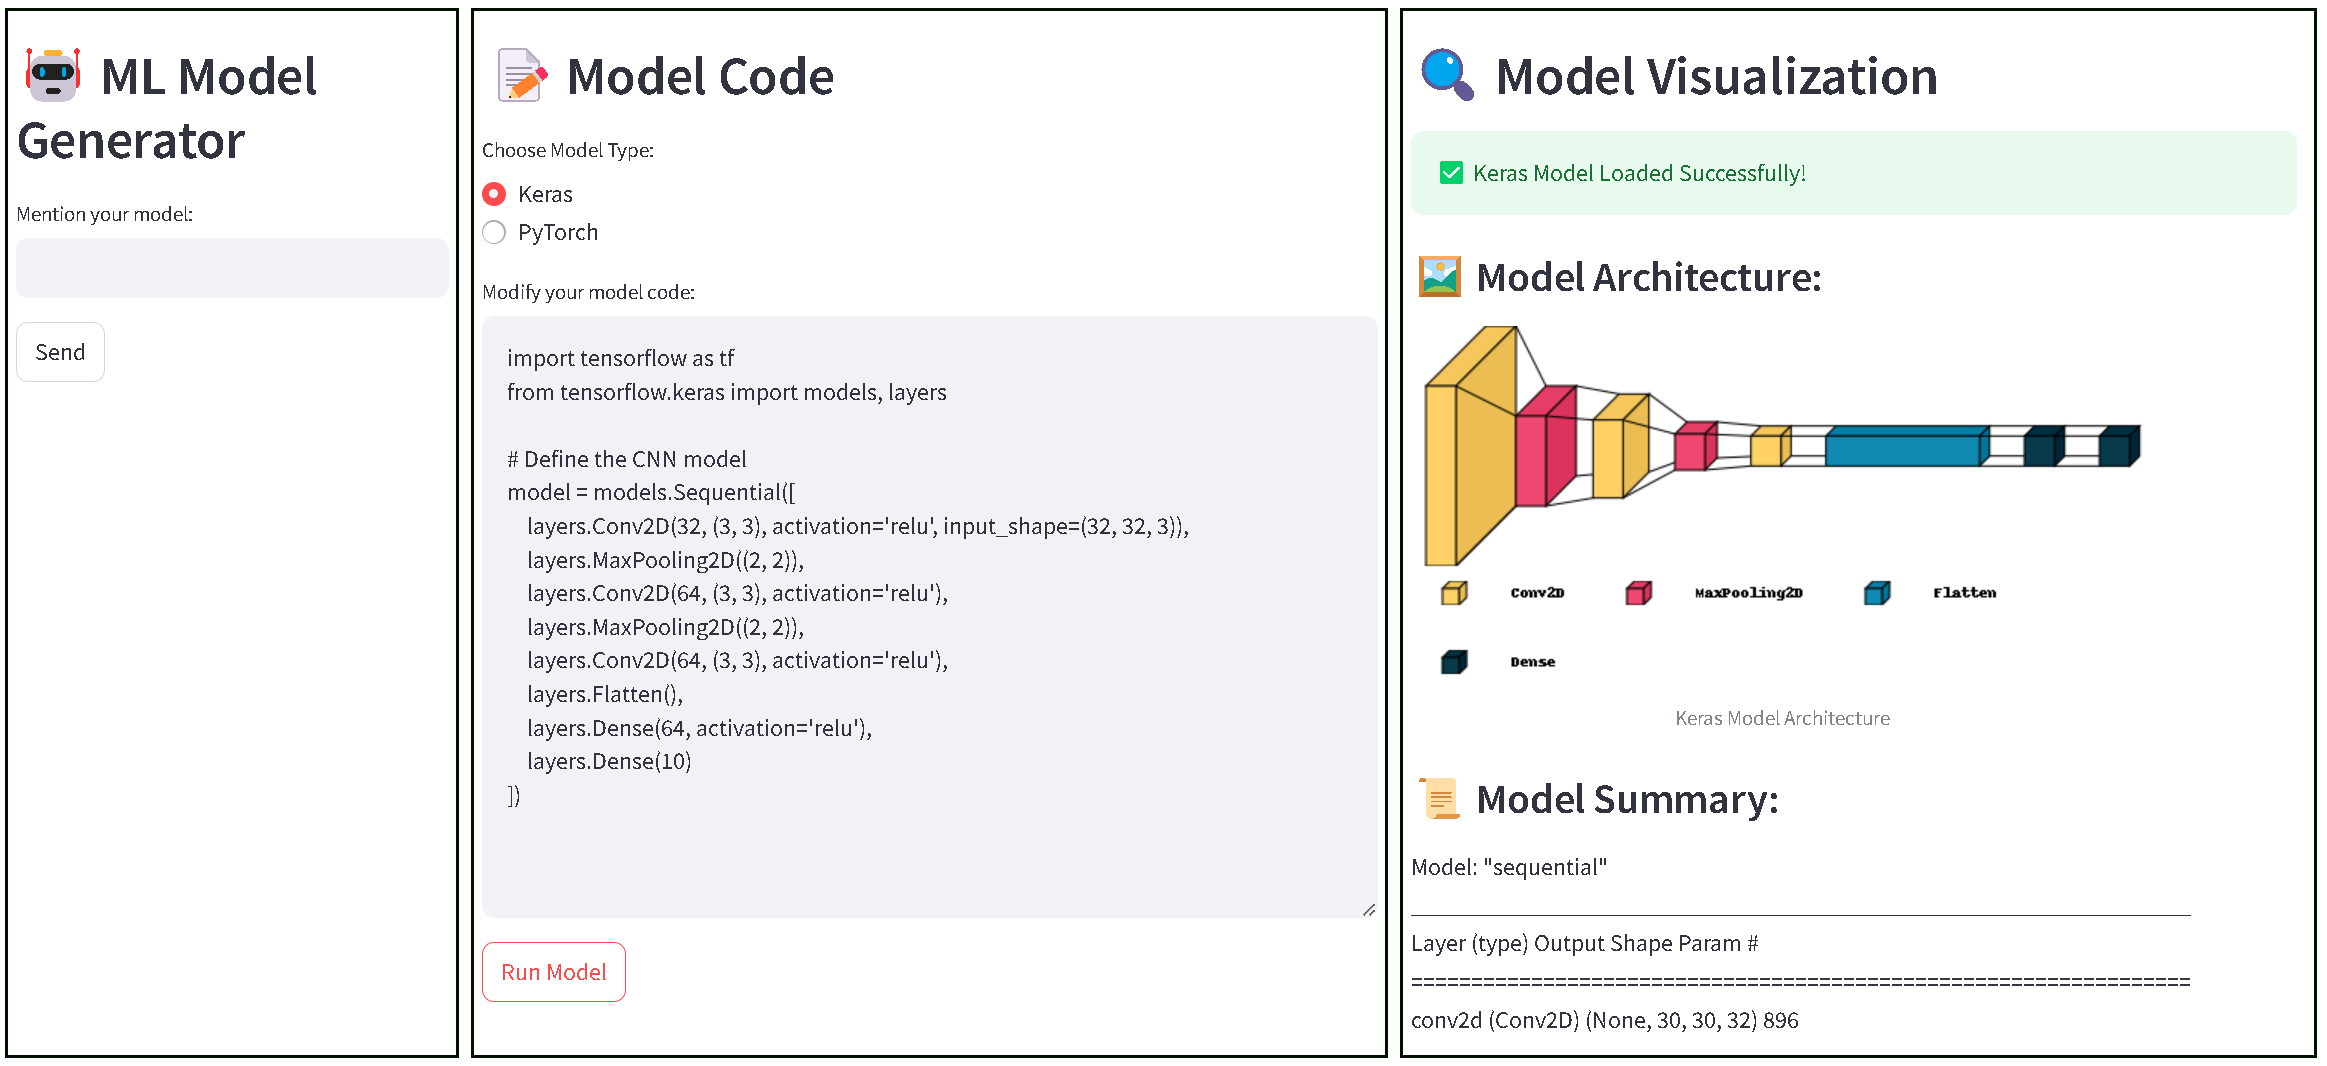 ML Model
Generator
Mention your model:
Send
Model Code
Choose Model Type:
Keras
PyTorch
Modify your model code:
import tensorflow as tf
from tensorflow.keras import models, layers
# Define the CNN model
model = models.Sequential([
    layers.Conv2D(32, (3, 3), activation='relu', input_shape=(32, 32, 3)),
    layers.MaxPooling2D((2, 2)),
    layers.Conv2D(64, (3, 3), activation='relu'),
    layers.MaxPooling2D((2, 2)),
    layers.Conv2D(64, (3, 3), activation='relu'),
    layers.Flatten(),
    layers.Dense(64, activation='relu'),
    layers.Dense(10)
])
Run Model
Model Visualization
Keras Model Loaded Successfully!
Model Architecture:
Conv2D MaxPooling2D Flatten
Dense
Keras Model Architecture
Model Summary:
Model: "sequential"
_________________________________________________________________
Layer (type) Output Shape Param #
=================================================================
conv2d (Conv2D) (None, 30, 30, 32) 896